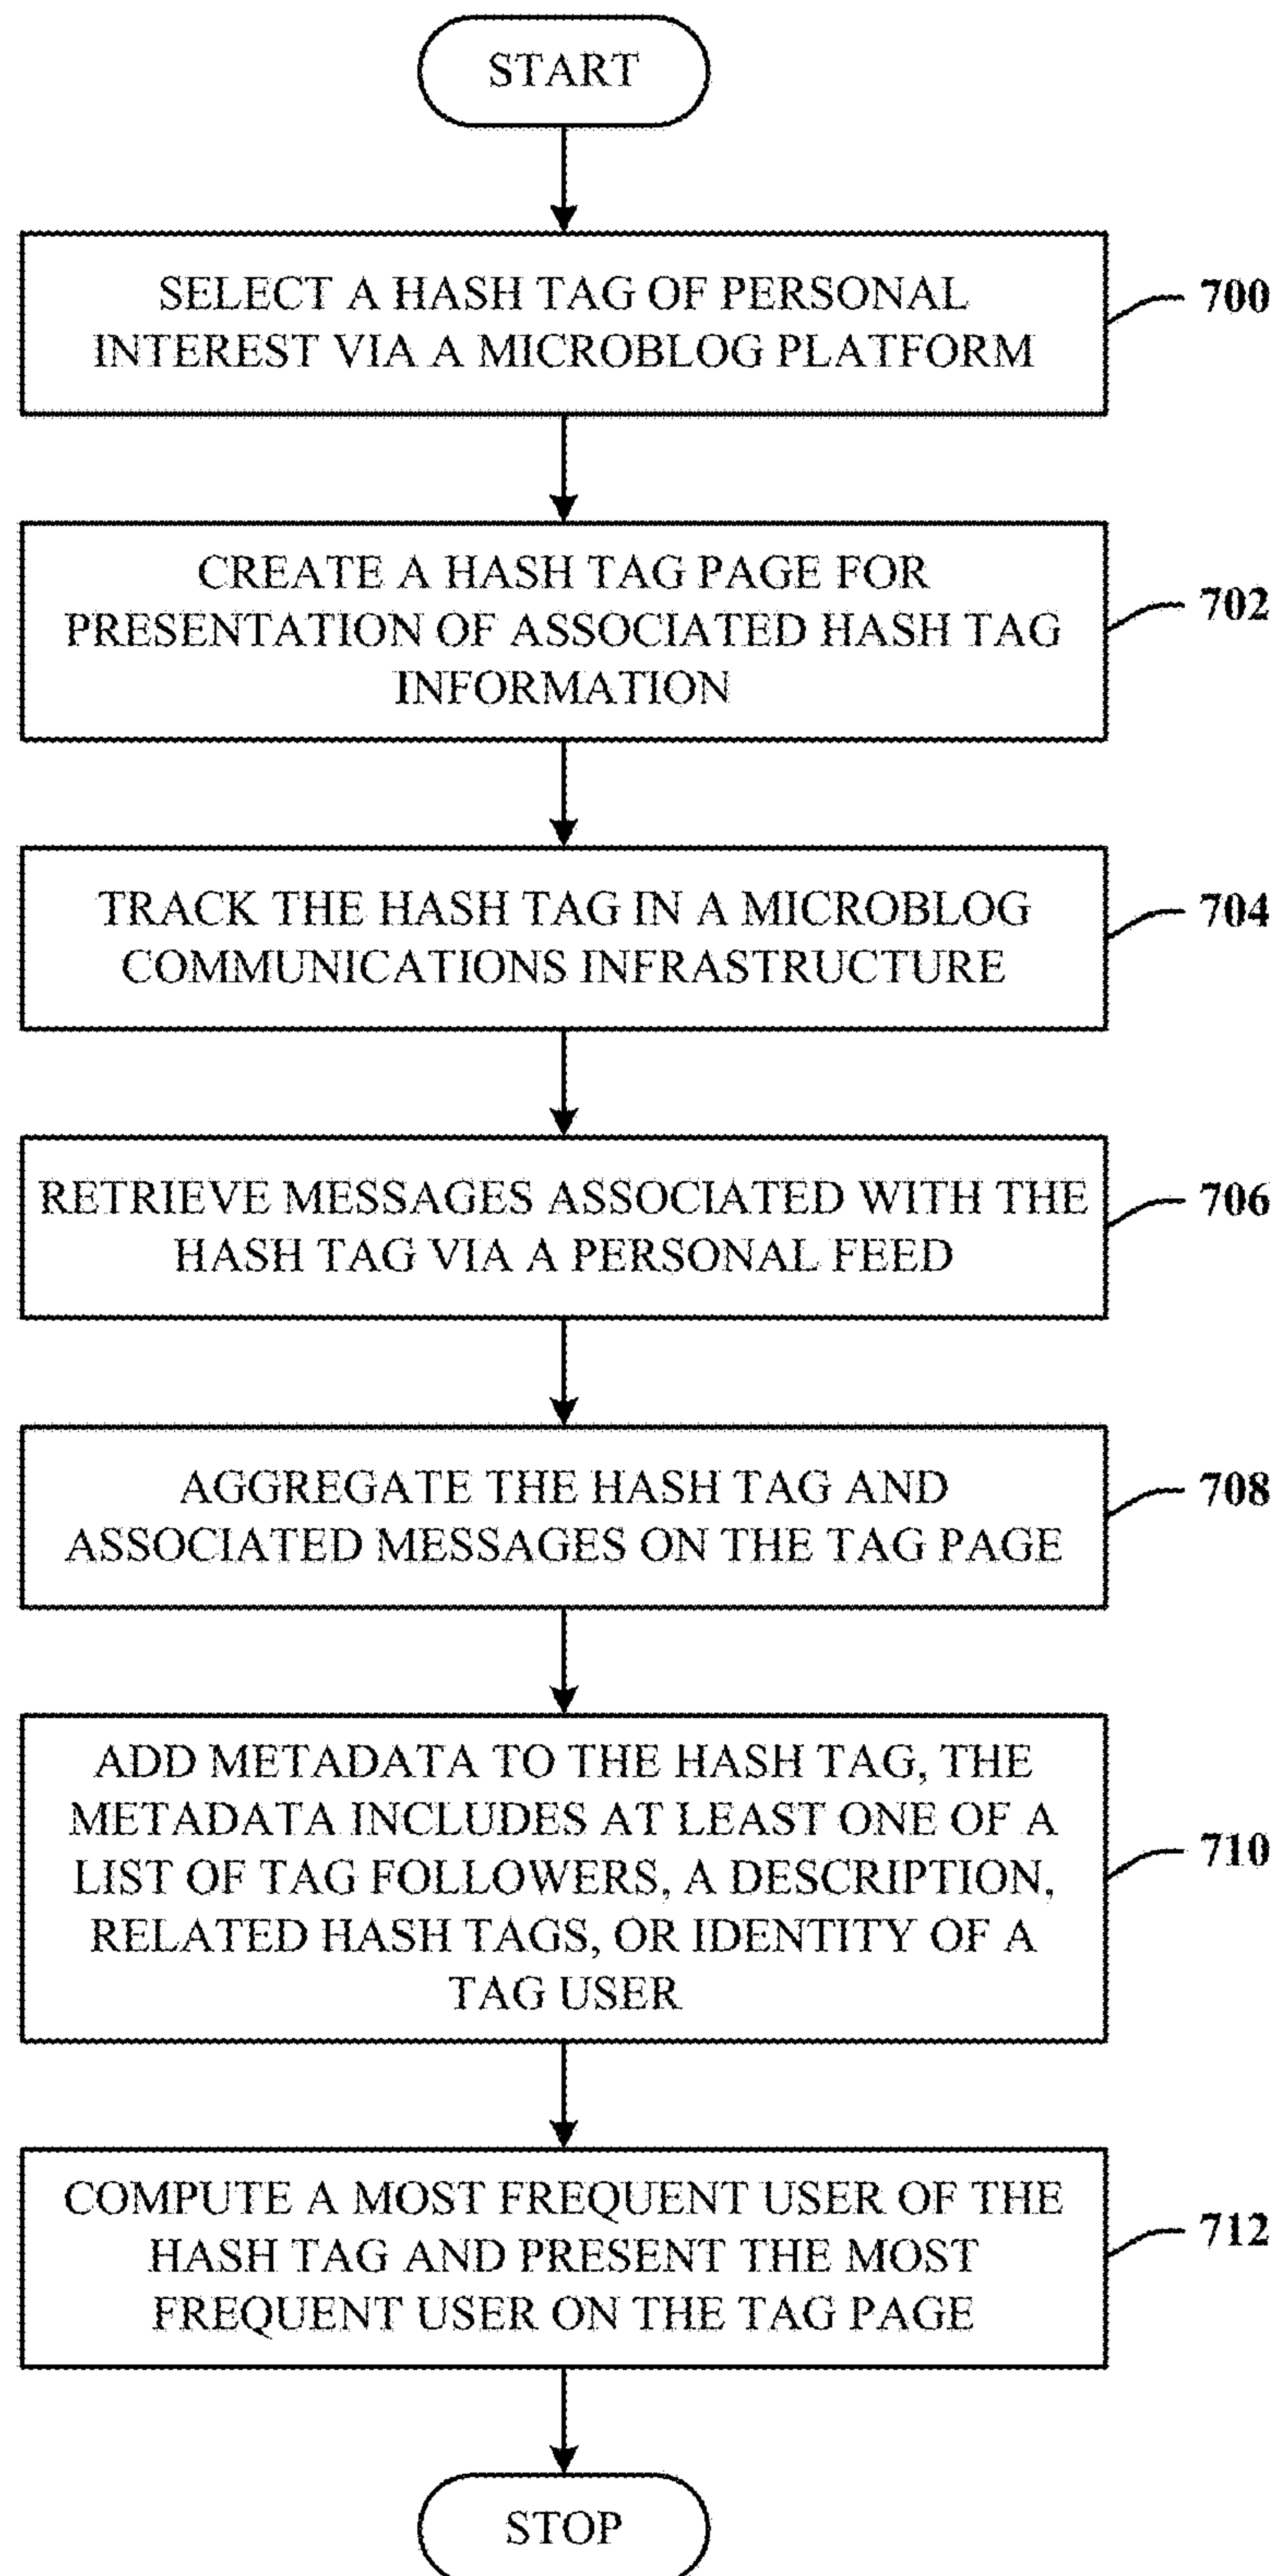 START
SELECT A HASH TAG OF PERSONAL
INTEREST VIA A MICROBLOG PLATFORM
700
CREATE A HASH TAG PAGE FOR
PRESENTATION OF ASSOCIATED HASH TAG
INFORMATION
702
TRACK THE HASH TAG IN A MICROBLOG
COMMUNICATIONS INFRASTRUCTURE
704
RETRIEVE MESSAGES ASSOCIATED WITH THE
HASH TAG VIA A PERSONAL FEED
706
AGGREGATE THE HASH TAG AND
ASSOCIATED MESSAGES ON THE TAG PAGE
708
ADD METADATA TO THE HASH TAG, THE
METADATA INCLUDES AT LEAST ONE OF A
LIST OF TAG FOLLOWERS, A DESCRIPTION,
RELATED HASH TAGS, OR IDENTITY OF A
TAG USER
710
COMPUTE A MOST FREQUENT USER OF THE
HASH TAG AND PRESENT THE MOST
FREQUENT USER ON THE TAG PAGE
712
STOP